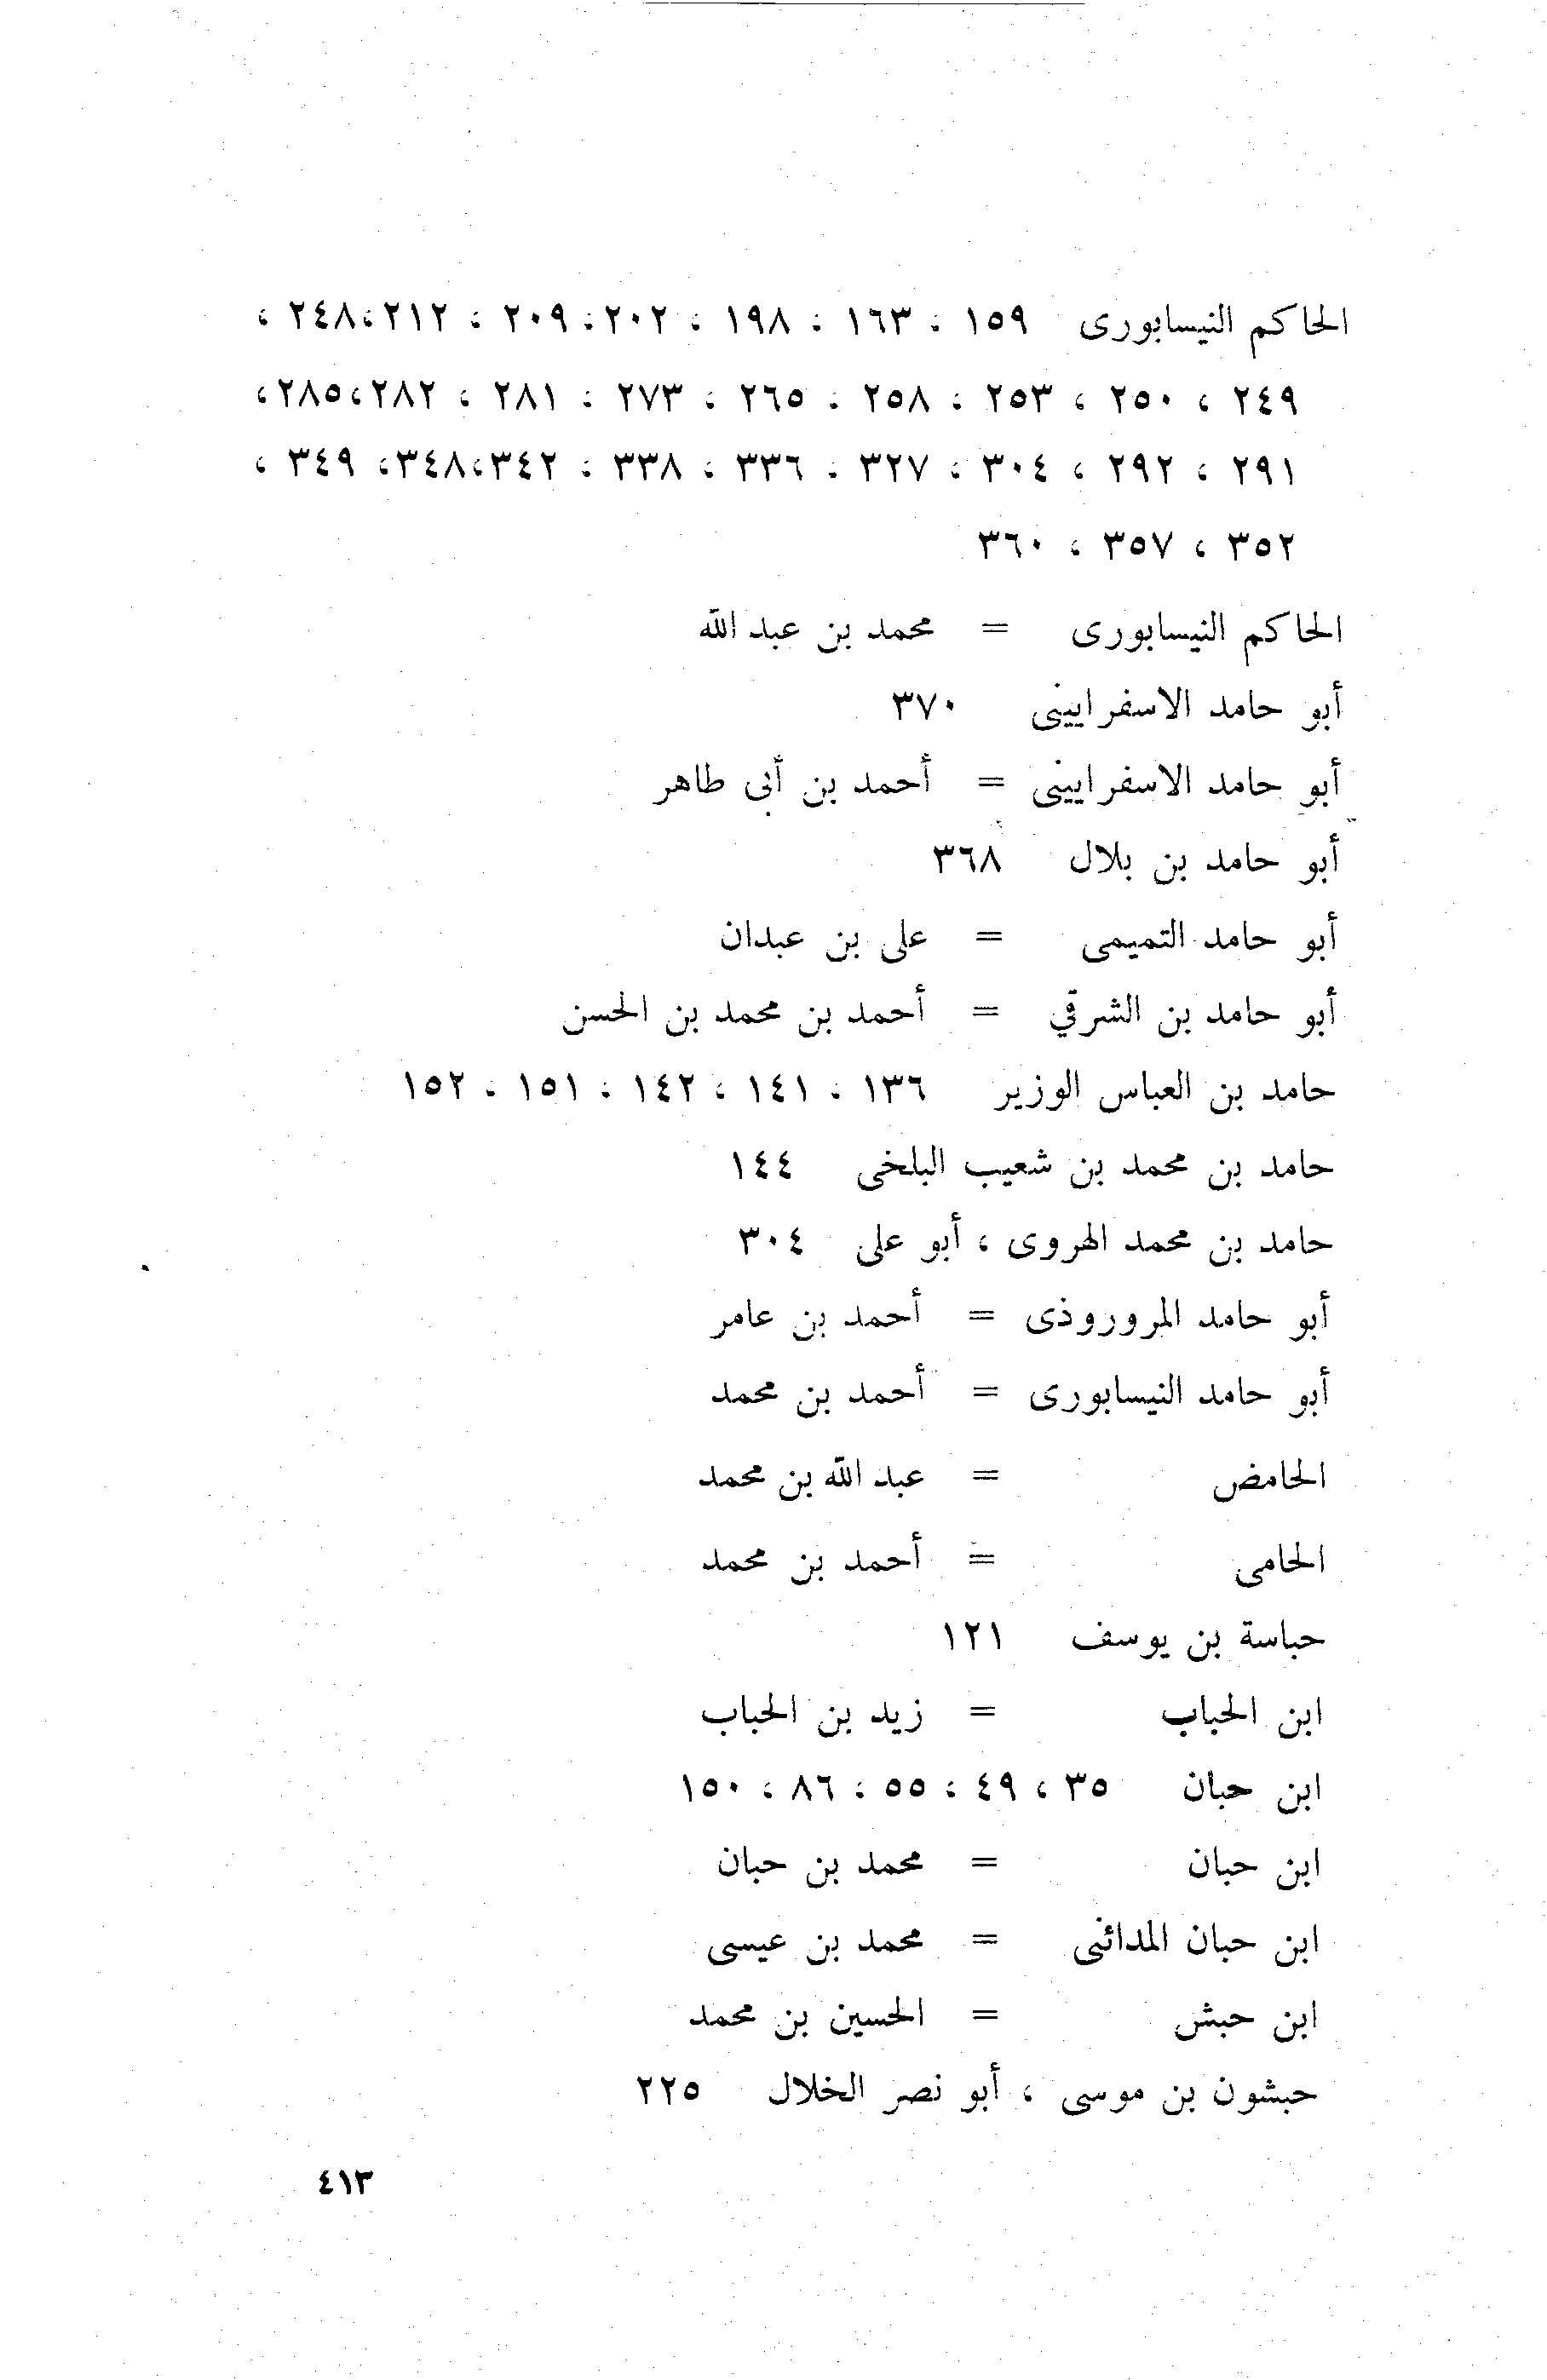 الحاكم النيسابورى ١٥٩ ، ١٦٣ ، ١٩٨ ، ٢٠٢ ، ٢٠٩ ، ٢١٢ ، ٢٤٨ ،
٢٤٩ ، ٢٥٠ ، ٢٥٣ ، ٢٥٨ ، ٢٦٥ ، ٢٧٣ ، ٢٨١ ، ٢٨٢ ، ٢٨٥ ،
٢٩١ ، ٢٩٢ ، ٣٠٤ ، ٣٢٧ ، ٣٣٦ ، ٣٣٨ ، ٣٤٢ ، ٣٤٨ ، ٣٤٩ ،
٣٥٢ ، ٣٥٧ ، ٣٦٠
الحاكم النيسابورى = محمد بن عبد الله
أبو حامد الاسفرايينى ٣٧٠
أبو حامد الاسفرايينى = أحمد بن أبى طاهر
أبو حامد بن بلال ٣٦٨
أبو حامد التميمى = على بن عبدان
أبو حامد بن الشرقي = أحمد بن محمد بن الحسن
حامد بن العباس الوزير ١٣٦ ، ١٤١ ، ١٤٢ ، ١٥١ ، ١٥٢
حامد بن محمد بن شعيب البلخى ١٤٤
حامد بن محمد الهروى ، أبو على ٣٠٤
أبو حامد المروروذى = أحمد بن عامر
أبو حامد النيسابورى = أحمد بن محمد
الحامض = عبد الله بن محمد
الحامى = أحمد بن محمد
حباسة بن يوسف ١٢١
ابن الحباب = زيد بن الحباب
ابن حبان ٣٥ ، ٤٩ ، ٥٥ ، ٨٦ ، ١٥٠
ابن حبان = محمد بن حبان
ابن حبان المدائنى = محمد بن عيسى
ابن حبش = الحسين بن محمد
حبشون بن موسى ، أبو نصر الخلال ٢٢٥
٤١٣